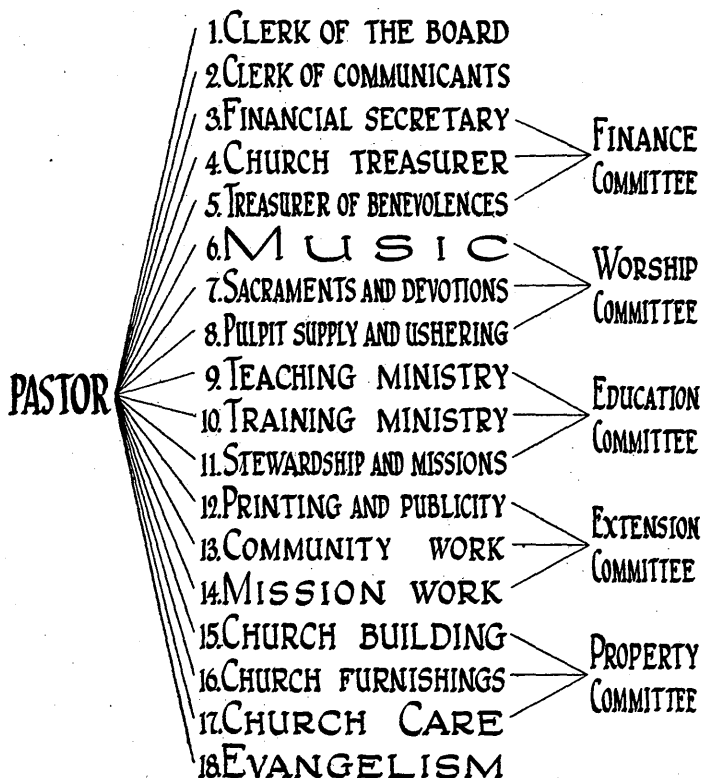 PASTOR
1. CLERK OF THE BOARD
2. CLERK OF COMMUNICANTS
3. FINANCIAL SECRETARY
4. CHURCH TREASURER
5. TREASURER OF BENEVOLENCES
6. MUSIC
7. SACRAMENTS AND DEVOTIONS
8. PULPIT SUPPLY AND USHERING
9. TEACHING MINISTRY
10. TRAINING MINISTRY
11. STEWARDSHIP AND MISSIONS
12. PRINTING AND PUBLICITY
13. COMMUNITY WORK
14. MISSION WORK
15. CHURCH BUILDING
16. CHURCH FURNISHINGS
17. CHURCH CARE
18. EVANGELISM
FINANCE
COMMITTEE
WORSHIP
COMMITTEE
EDUCATION
COMMITTEE
EXTENSION
COMMITTEE
PROPERTY
COMMITTEE